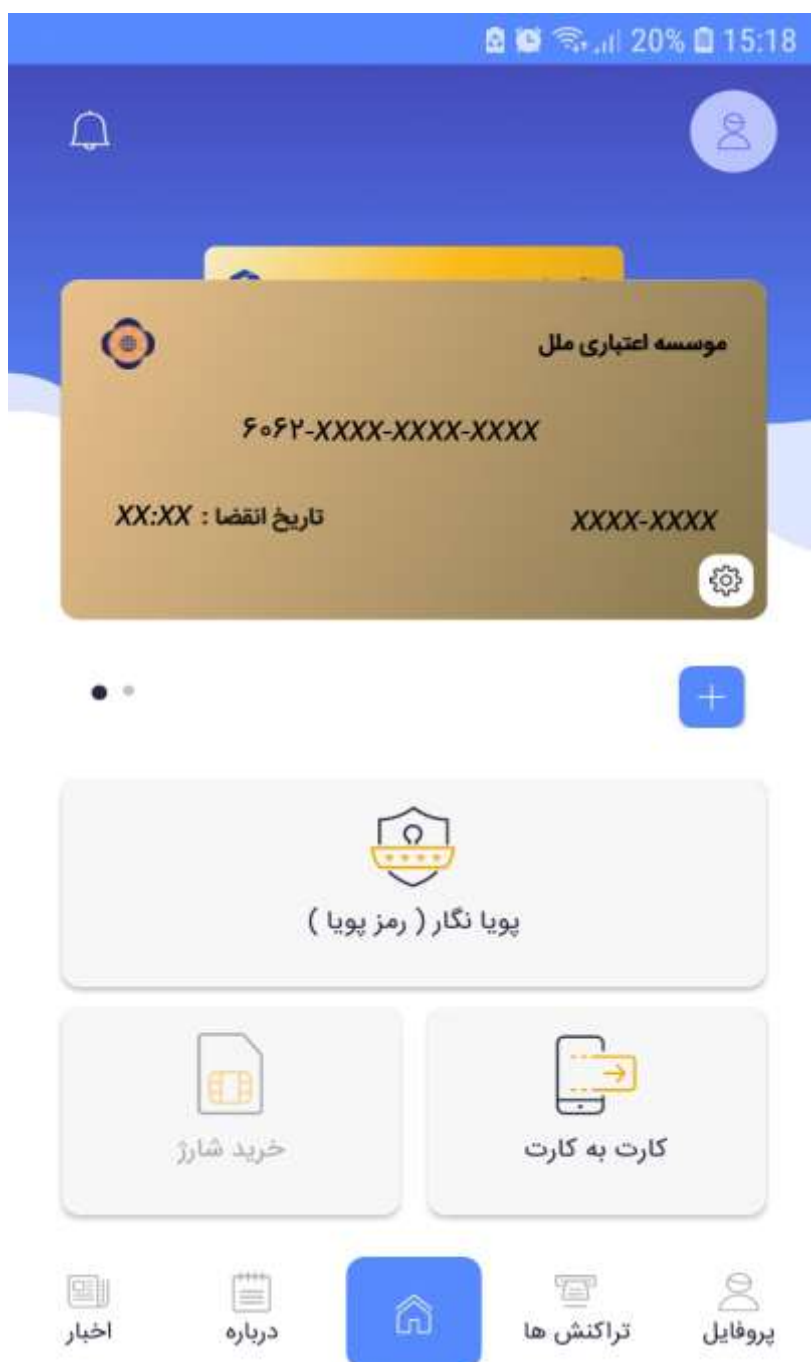 20% 15:18
موسسه اعتباری ملل
۶۰۶۲-XXXX-XXXX-XXXX
XXXX-XXXX
تاریخ انقضا : XX:XX
پویا نگار ( رمز پویا )
کارت به کارت
خرید شارژ
پروفایل
تراکنش ها
درباره
اخبار